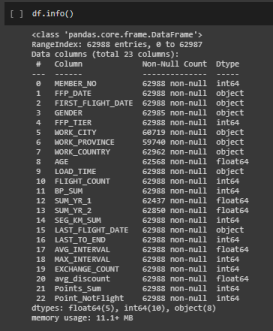 [ ] df.info()
<class 'pandas.core.frame.DataFrame'>
RangeIndex: 62988 entries, 0 to 62987
Data columns (total 23 columns):
# Column Non-Null Count Dtype
--- ------ -------------- -----
0 MEMBER_NO 62988 non-null int64
1 FFP_DATE 62988 non-null object
2 FIRST_FLIGHT_DATE 62988 non-null object
3 GENDER 62985 non-null object
4 FFP_TIER 62988 non-null int64
5 WORK_CITY 60719 non-null object
6 WORK_PROVINCE 59740 non-null object
7 WORK_COUNTRY 62962 non-null object
8 AGE 62568 non-null float64
9 LOAD_TIME 62988 non-null object
10 FLIGHT_COUNT 62988 non-null int64
11 BP_SUM 62988 non-null int64
12 SUM_YR_1 62437 non-null float64
13 SUM_YR_2 62850 non-null float64
14 SEG_KM_SUM 62988 non-null int64
15 LAST_FLIGHT_DATE 62988 non-null object
16 LAST_TO_END 62988 non-null int64
17 AVG_INTERVAL 62988 non-null float64
18 MAX_INTERVAL 62988 non-null int64
19 EXCHANGE_COUNT 62988 non-null int64
20 avg_discount 62988 non-null float64
21 Points_Sum 62988 non-null int64
22 Point_NotFlight 62988 non-null int64
dtypes: float64(5), int64(10), object(8)
memory usage: 11.1+ MB